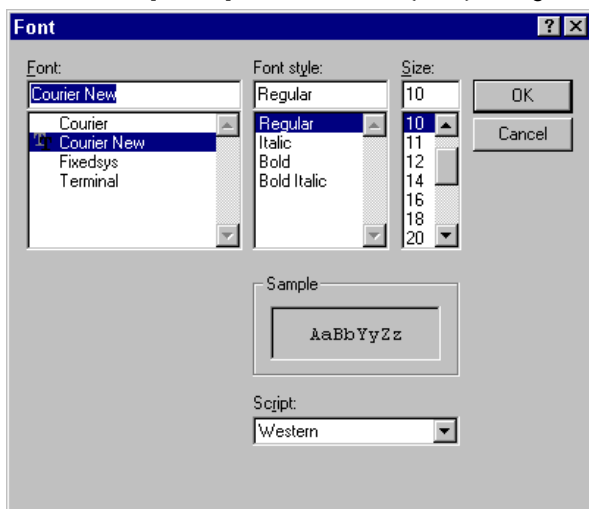 Font
Font: Font style: Size:
Courier New Regular 10 OK
Courier Regular 10 Cancel
Courier New Italic 11
Fixedsys Bold 12
Terminal Bold Italic 14
16
18
20
Sample
AaBbYyZz
Script:
Western